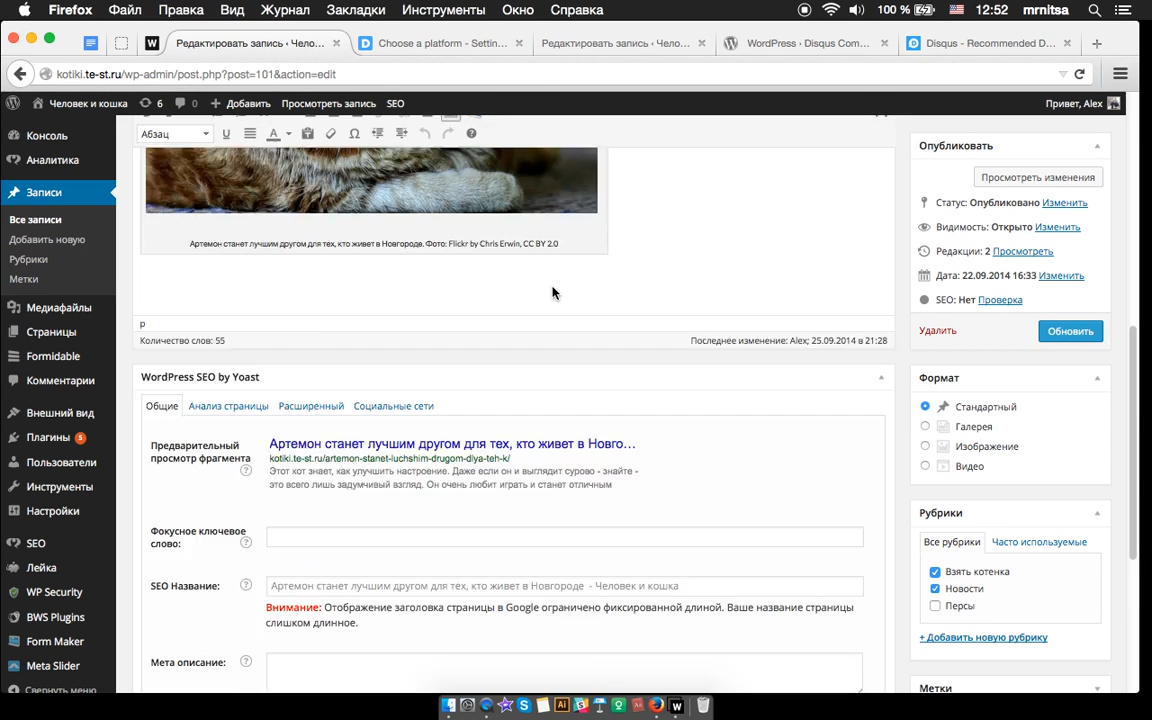 Firefox Файл Правка Вид Журнал Закладки Инструменты Окно Справка 100 % 12:52 mrnitsa
W Редактировать запись ‹ Чело... × Choose a platform - Settin... × Редактировать запись ‹ Чело... × WordPress › Disqus Com... × Disqus - Recommended D... × +
kotiki.te-st.ru/wp-admin/post.php?post=101&action=edit
Человек и кошка 6 0 + Добавить Просмотреть запись SEO Привет, Alex
Консоль
Аналитика
Записи
Все записи
Добавить новую
Рубрики
Метки
Медиафайлы
Страницы
Formidable
Комментарии
Внешний вид
Плагины 5
Пользователи
Инструменты
Настройки
SEO
Лейка
WP Security
BWS Plugins
Form Maker
Meta Slider
Свернуть меню
Абзац
Артемон станет лучшим другом для тех, кто живет в Новгороде. Фото: Flickr by Chris Erwin, CC BY 2.0
p
Количество слов: 55 Последнее изменение: Alex; 25.09.2014 в 21:28
WordPress SEO by Yoast
Общие Анализ страницы Расширенный Социальные сети
Предварительный просмотр фрагмента
Артемон станет лучшим другом для тех, кто живет в Новго...
kotiki.te-st.ru/artemon-stanet-luchshim-drugom-dlya-teh-k/
Этот кот знает, как улучшить настроение. Даже если он и выглядит сурово - знайте -
это всего лишь задумчивый взгляд. Он очень любит играть и станет отличным
Фокусное ключевое
слово:
SEO Название: Артемон станет лучшим другом для тех, кто живет в Новгороде - Человек и кошка
Внимание: Отображение заголовка страницы в Google ограничено фиксированной длиной. Ваше название страницы
слишком длинное.
Мета описание:
Опубликовать
Просмотреть изменения
Статус: Опубликовано Изменить
Видимость: Открыто Изменить
Редакции: 2 Просмотреть
Дата: 22.09.2014 16:33 Изменить
SEO: Нет Проверка
Удалить Обновить
Формат
Стандартный
Галерея
Изображение
Видео
Рубрики
Все рубрики Часто используемые
Взять котенка
Новости
Персы
+ Добавить новую рубрику
Метки